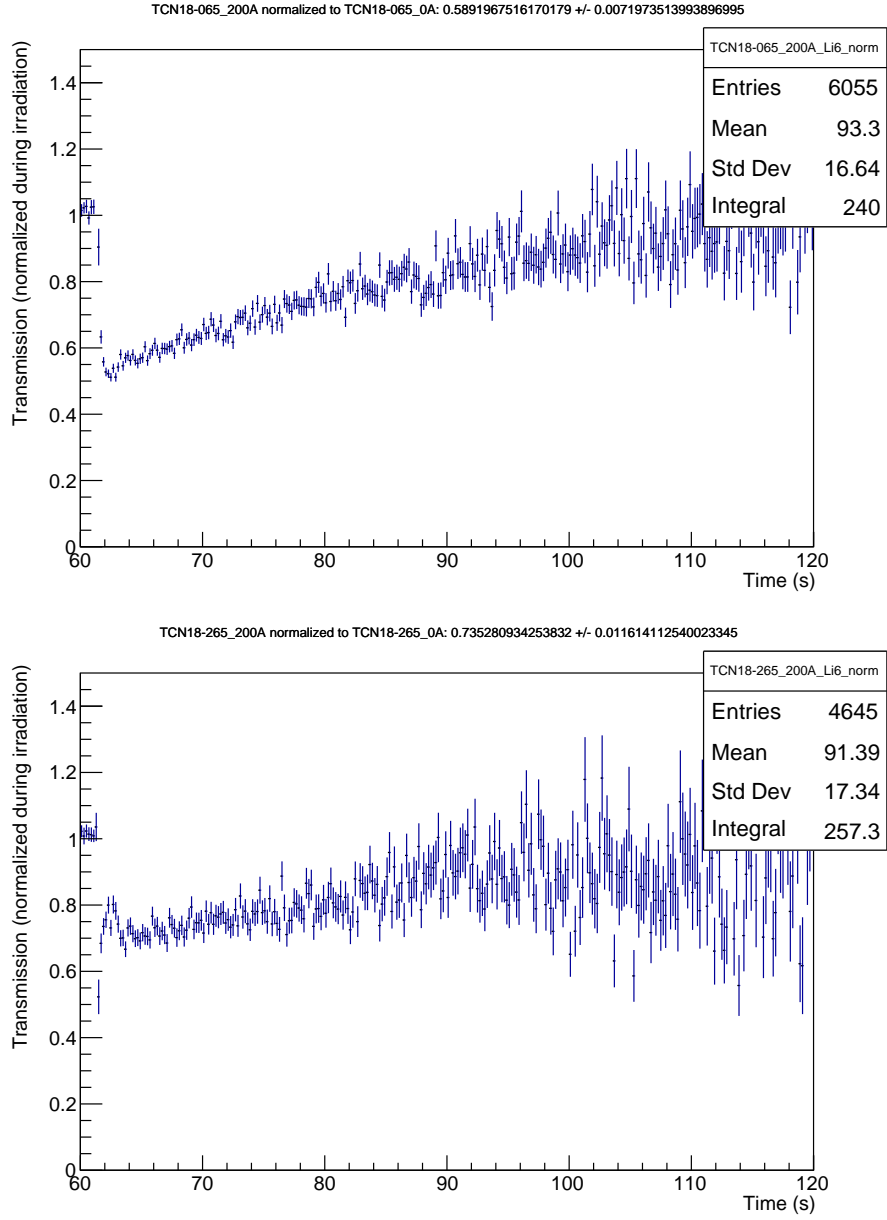 TCN18-065_200A normalized to TCN18-065_0A: 0.5891967516170179 +/- 0.0071973513993896995
TCN18-065_200A_Li6_norm
Entries 6055
Mean 93.3
Std Dev 16.64
Integral 240
Transmission (normalized during irradiation)
1.4
1.2
1
0.8
0.6
0.4
0.2
0
60 70 80 90 100 110 120
Time (s)
TCN18-265_200A normalized to TCN18-265_0A: 0.735280934253832 +/- 0.011614112540023345
TCN18-265_200A_Li6_norm
Entries 4645
Mean 91.39
Std Dev 17.34
Integral 257.3
Transmission (normalized during irradiation)
1.4
1.2
1
0.8
0.6
0.4
0.2
0
60 70 80 90 100 110 120
Time (s)